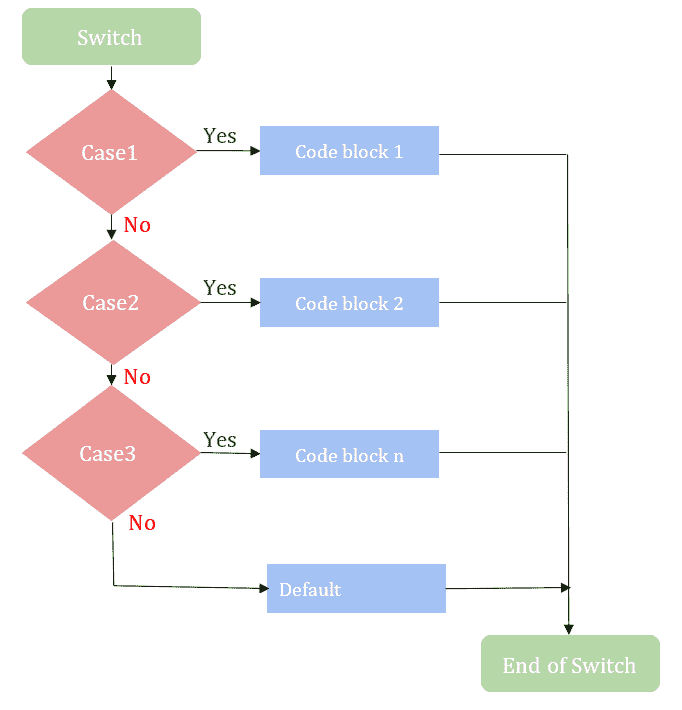 Switch
Case1
Yes
Code block 1
No
Case2
Yes
Code block 2
No
Case3
Yes
Code block n
No
Default
End of Switch